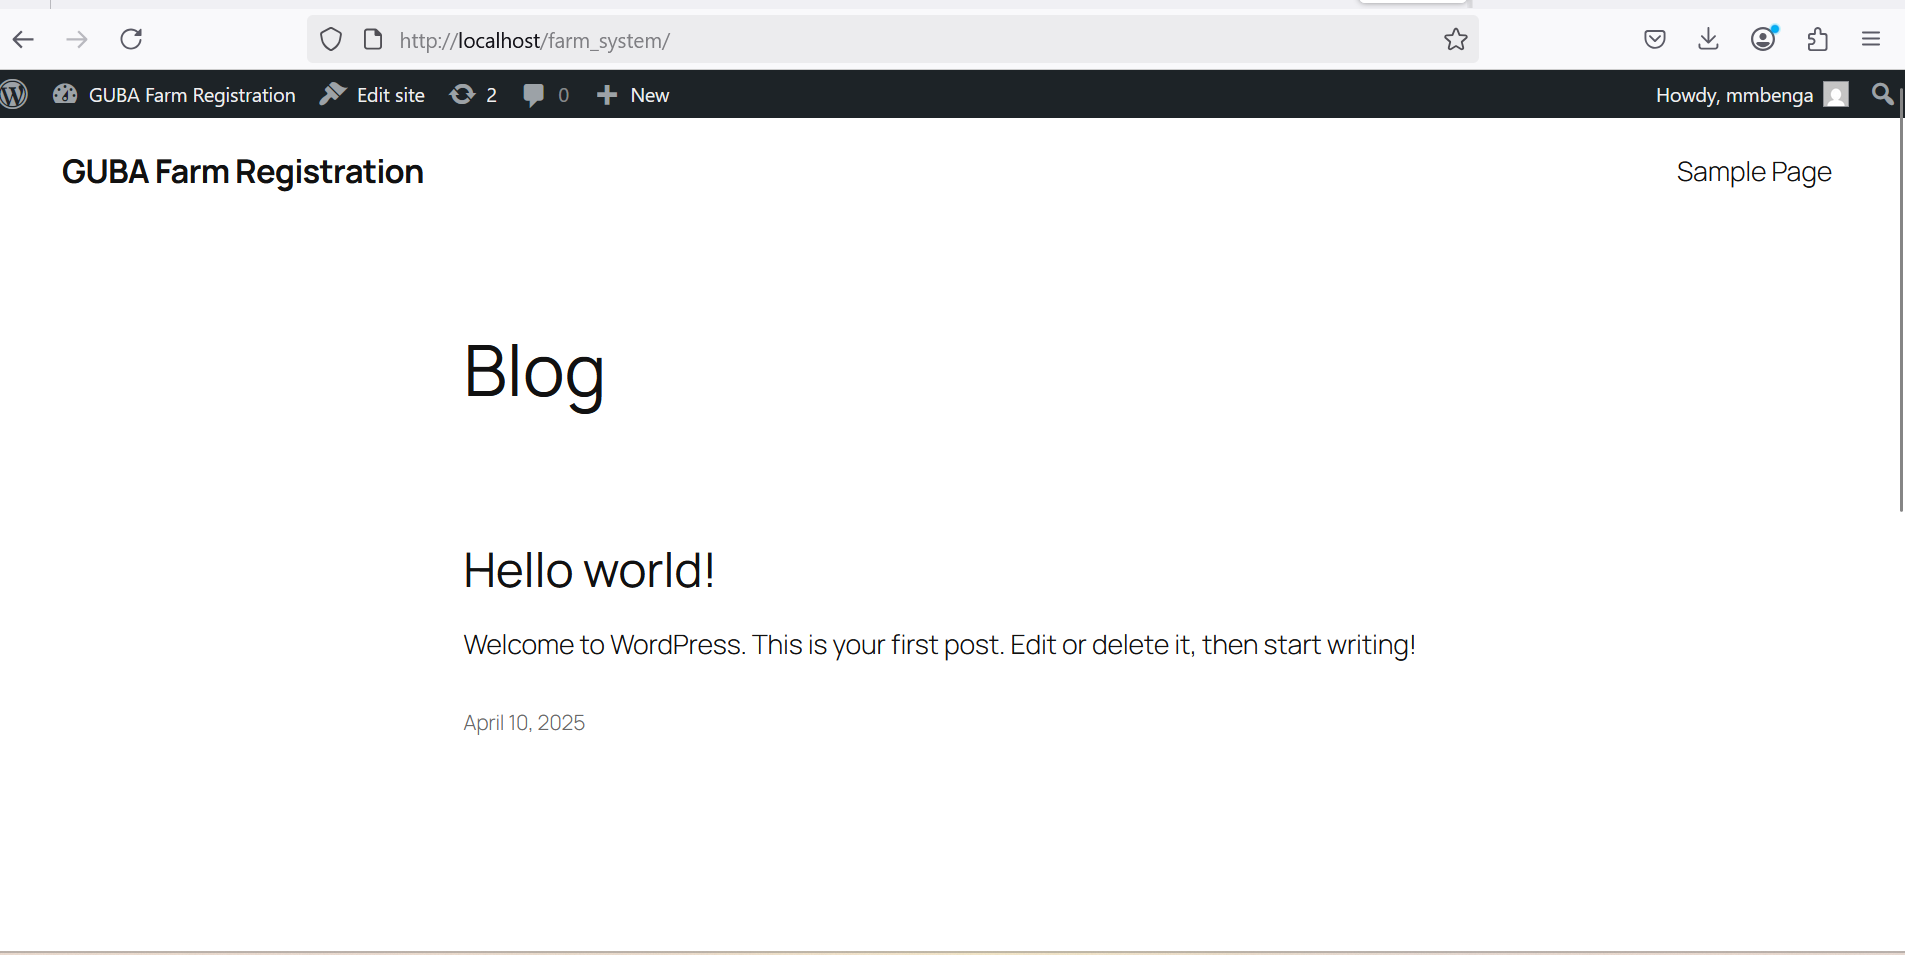 http://localhost/farm_system/
GUBA Farm Registration Edit site 2 0 New Howdy, mmbenga
GUBA Farm Registration Sample Page
Blog
Hello world!
Welcome to WordPress. This is your first post. Edit or delete it, then start writing!
April 10, 2025